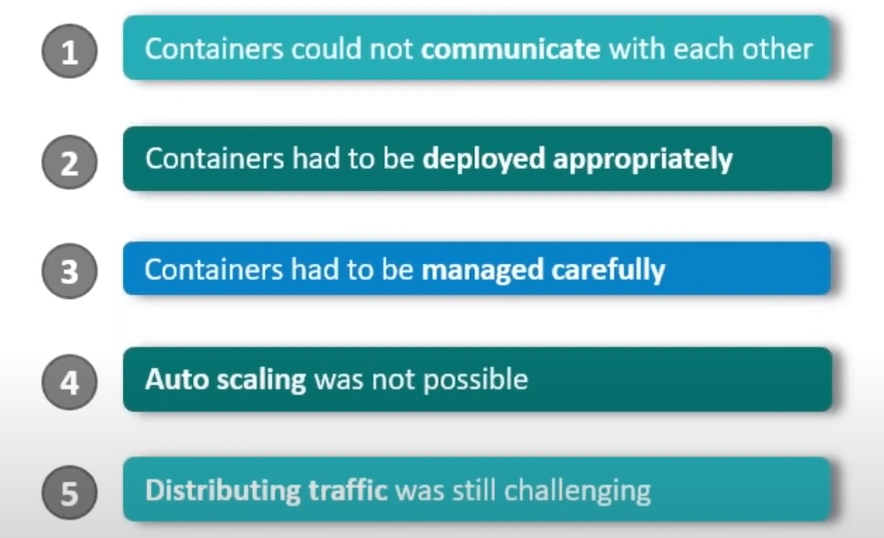 1 Containers could not communicate with each other
2 Containers had to be deployed appropriately
3 Containers had to be managed carefully
4 Auto scaling was not possible
5 Distributing traffic was still challenging